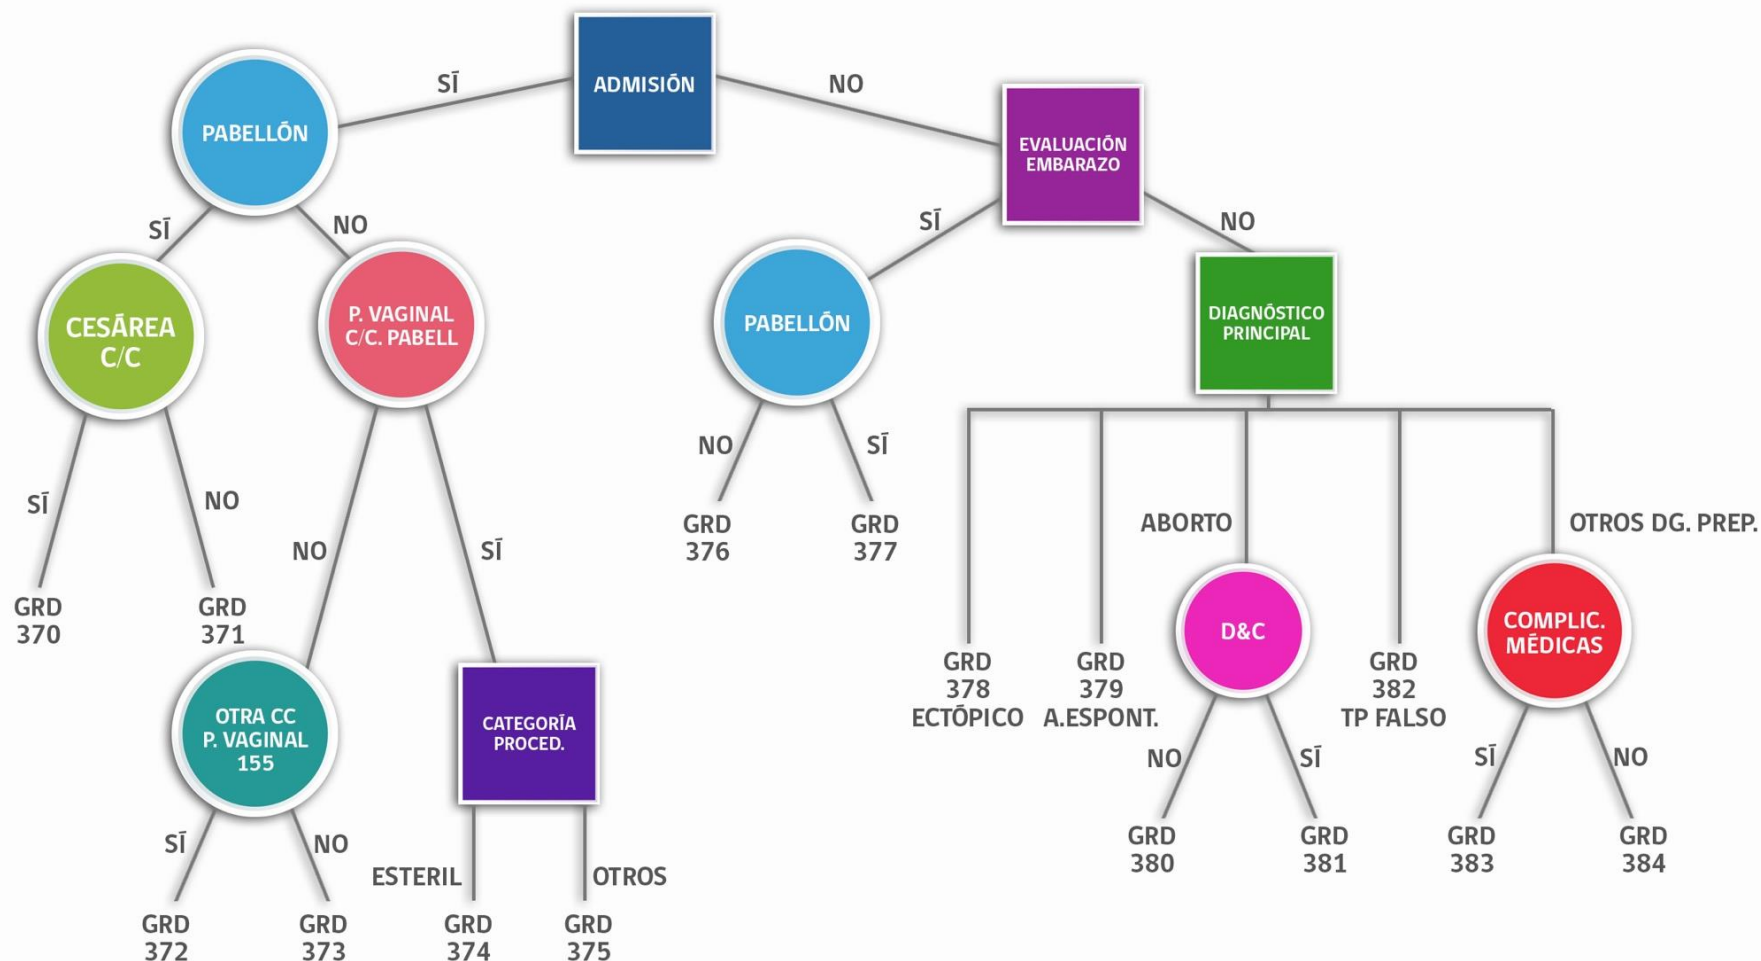 ADMISIÓN
SÍ
NO
PABELLÓN
EVALUACIÓN
EMBARAZO
SÍ
NO
SÍ
NO
CESÁREA
C/C
P. VAGINAL
C/C. PABELL
PABELLÓN
DIAGNÓSTICO
PRINCIPAL
SÍ
NO
NO
SÍ
NO
SÍ
GRD
376
GRD
377
ABORTO
OTROS DG. PREP.
GRD
370
GRD
371
D&C
COMPLIC.
MÉDICAS
GRD
378
ECTÓPICO
GRD
379
A.ESPONT.
GRD
382
TP FALSO
OTRA CC
P. VAGINAL
155
CATEGORÍA
PROCED.
NO
SÍ
SÍ
NO
SÍ
NO
ESTERIL
OTROS
GRD
380
GRD
381
GRD
383
GRD
384
GRD
372
GRD
373
GRD
374
GRD
375